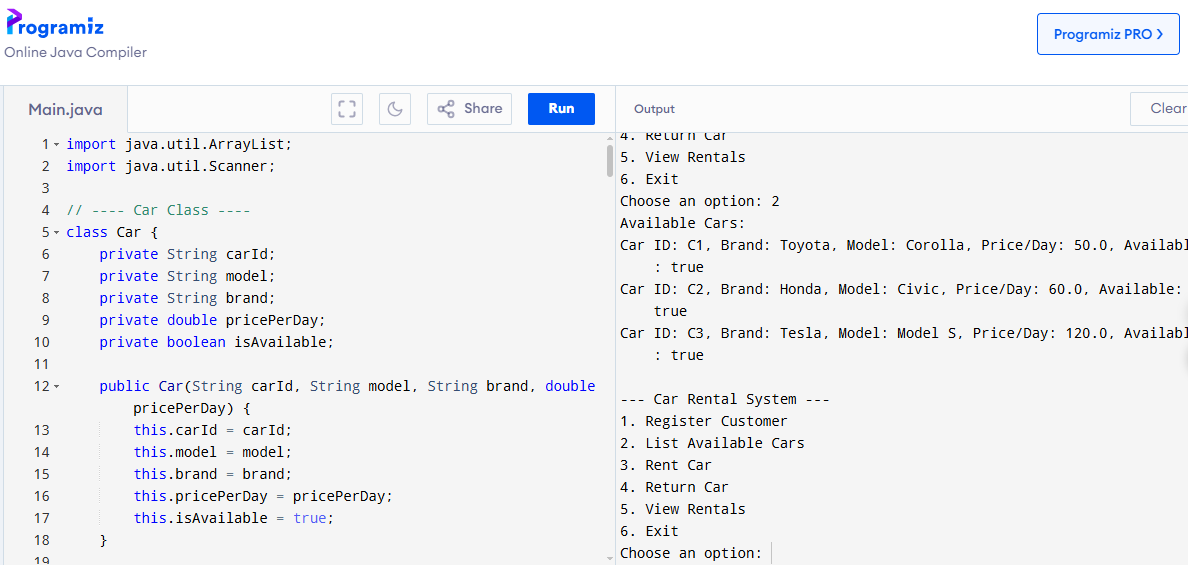 Programiz
Online Java Compiler
Programiz PRO ❯
Main.java
Share
Run
Output
Clear
1 import java.util.ArrayList;
2 import java.util.Scanner;
3
4 // ---- Car Class ----
5 class Car {
6 private String carId;
7 private String model;
8 private String brand;
9 private double pricePerDay;
10 private boolean isAvailable;
11
12 public Car(String carId, String model, String brand, double
pricePerDay) {
13 this.carId = carId;
14 this.model = model;
15 this.brand = brand;
16 this.pricePerDay = pricePerDay;
17 this.isAvailable = true;
18 }
19
4. Return Car
5. View Rentals
6. Exit
Choose an option: 2
Available Cars:
Car ID: C1, Brand: Toyota, Model: Corolla, Price/Day: 50.0, Availabl
: true
Car ID: C2, Brand: Honda, Model: Civic, Price/Day: 60.0, Available:
true
Car ID: C3, Brand: Tesla, Model: Model S, Price/Day: 120.0, Availabl
: true
--- Car Rental System ---
1. Register Customer
2. List Available Cars
3. Rent Car
4. Return Car
5. View Rentals
6. Exit
Choose an option: